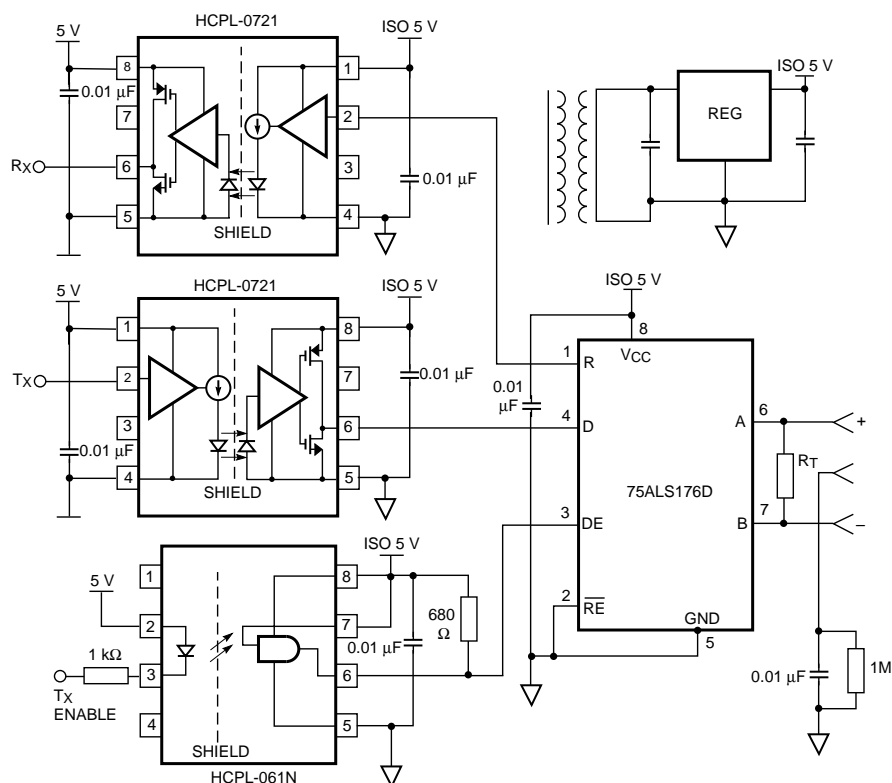 HCPL-0721
5 V
ISO 5 V
8
0.01 µF
7
6
5
RX
1
2
3
4
0.01 µF
SHIELD
ISO 5 V
REG
HCPL-0721
5 V
ISO 5 V
1
2
3
4
TX
0.01 µF
8
7
6
5
0.01 µF
SHIELD
ISO 5 V
8
VCC
0.01
µF
1
R
4
D
3
DE
2
RE
75ALS176D
A
6
B
7
GND
5
+
RT
–
0.01 µF
1M
5 V
1
2
3
4
1 kΩ
TX
ENABLE
ISO 5 V
8
7
6
5
0.01 µF
680
Ω
SHIELD
HCPL-061N